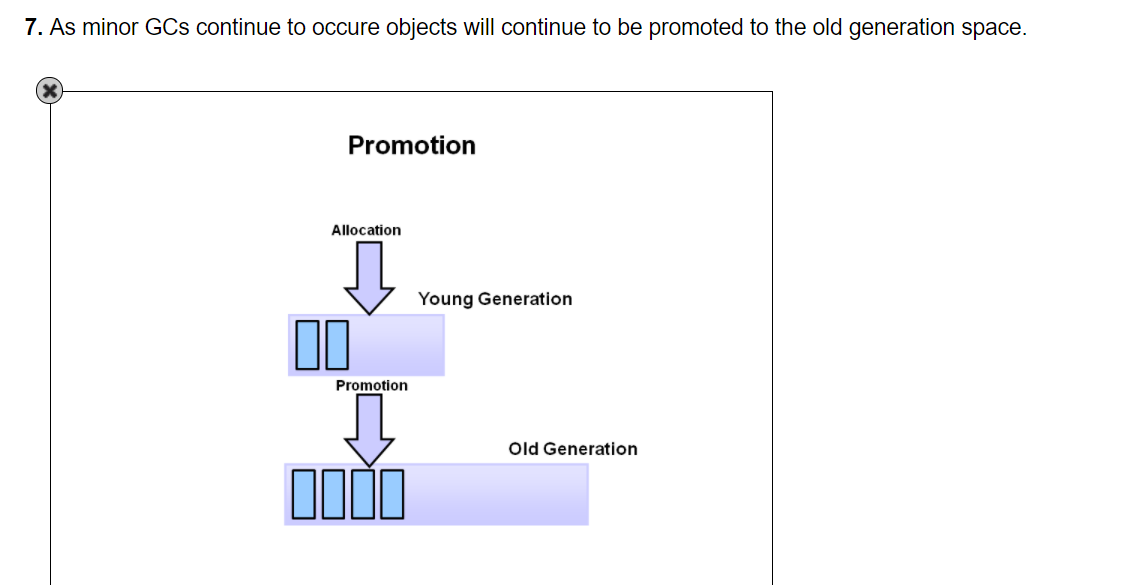 7. As minor GCs continue to occure objects will continue to be promoted to the old generation space.
Promotion
Allocation
Young Generation
Promotion
Old Generation